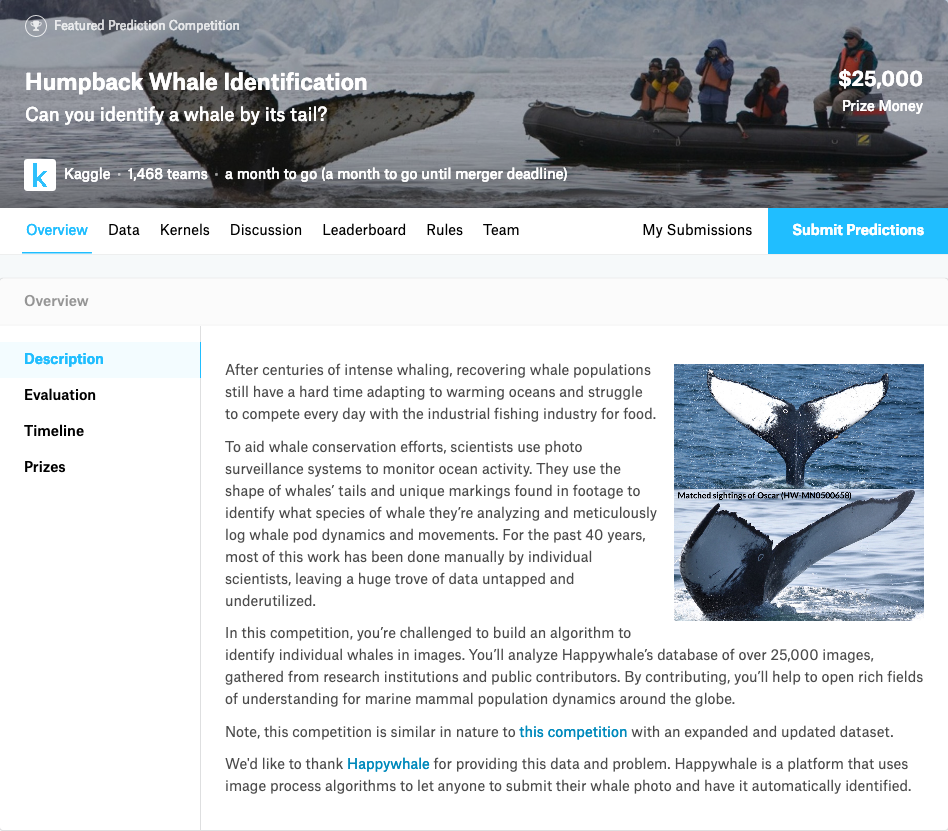 Featured Prediction Competition
Humpback Whale Identification
$25,000
Can you identify a whale by its tail?
Prize Money
k Kaggle · 1,468 teams · a month to go (a month to go until merger deadline)
Overview Data Kernels Discussion Leaderboard Rules Team My Submissions Submit Predictions
Overview
Description
Evaluation
Timeline
Prizes
After centuries of intense whaling, recovering whale populations
still have a hard time adapting to warming oceans and struggle
to compete every day with the industrial fishing industry for food.
To aid whale conservation efforts, scientists use photo
surveillance systems to monitor ocean activity. They use the
shape of whales’ tails and unique markings found in footage to
identify what species of whale they’re analyzing and meticulously
log whale pod dynamics and movements. For the past 40 years,
most of this work has been done manually by individual
scientists, leaving a huge trove of data untapped and
underutilized.
Matched sightings of Oscar (HW-MN0500658)
In this competition, you’re challenged to build an algorithm to
identify individual whales in images. You’ll analyze Happywhale’s database of over 25,000 images,
gathered from research institutions and public contributors. By contributing, you’ll help to open rich fields
of understanding for marine mammal population dynamics around the globe.
Note, this competition is similar in nature to this competition with an expanded and updated dataset.
We'd like to thank Happywhale for providing this data and problem. Happywhale is a platform that uses
image process algorithms to let anyone to submit their whale photo and have it automatically identified.